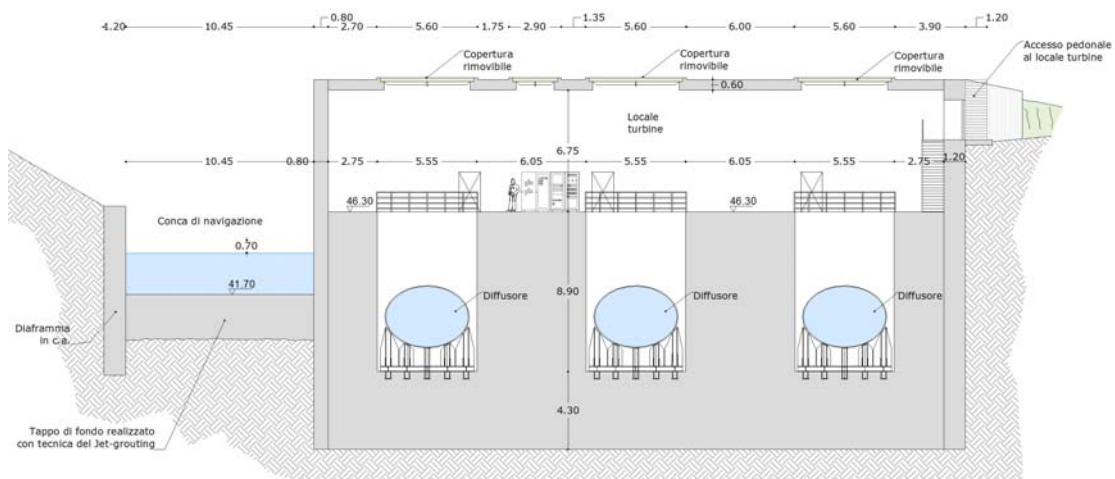 0.80 1.35 1.20
4.20 10.45 2.70 5.60 1.75 2.90 5.60 6.00 5.60 3.90
Copertura
rimovibile
Copertura
rimovibile
Copertura
rimovibile
Accesso pedonale
al locale turbine
0.60
Locale
turbine
6.75
10.45 0.80 2.75 5.55 6.05 5.55 6.05 5.55 2.75 1.20
46.30 46.30
Conca di navigazione
0.70
41.70
Diffusore Diffusore Diffusore
8.90
Diaframma
in c.a.
4.30
Tappo di fondo realizzato
con tecnica del Jet-grouting